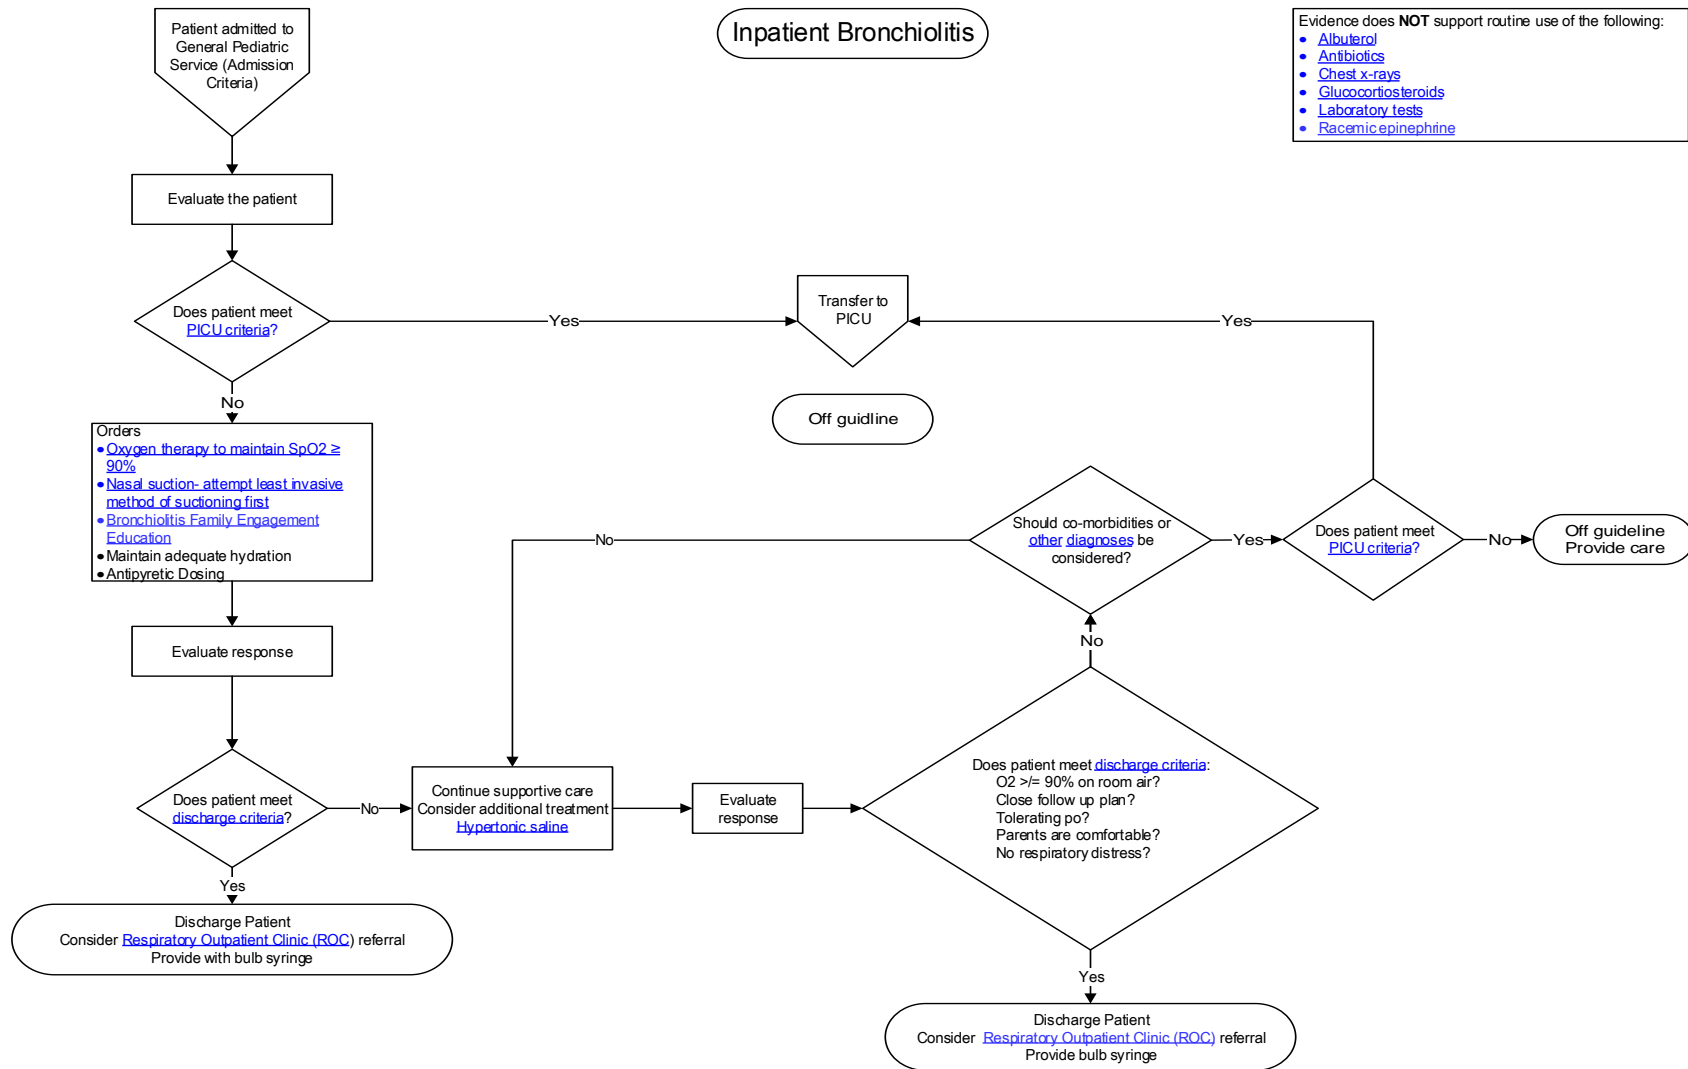 Patient admitted to
General Pediatric
Service (Admission
Criteria)
Inpatient Bronchiolitis
Evidence does NOT support routine use of the following:
• Albuterol
• Antibiotics
• Chest x-rays
• Glucocortiosteroids
• Laboratory tests
• Racemic epinephrine
Evaluate the patient
Does patient meet
PICU criteria?
Yes
Transfer to
PICU
Yes
No
Off guidline
Orders
• Oxygen therapy to maintain SpO2 ≥
90%
• Nasal suction- attempt least invasive
method of suctioning first
• Bronchiolitis Family Engagement
Education
• Maintain adequate hydration
• Antipyretic Dosing
No
Should co-morbidities or
other diagnoses be
considered?
Yes
Does patient meet
PICU criteria?
No
Off guideline
Provide care
Evaluate response
No
Does patient meet
discharge criteria?
No
Continue supportive care
Consider additional treatment
Hypertonic saline
Evaluate
response
Does patient meet discharge criteria:
O2 >/= 90% on room air?
Close follow up plan?
Tolerating po?
Parents are comfortable?
No respiratory distress?
Yes
Discharge Patient
Consider Respiratory Outpatient Clinic (ROC) referral
Provide with bulb syringe
Yes
Discharge Patient
Consider Respiratory Outpatient Clinic (ROC) referral
Provide bulb syringe